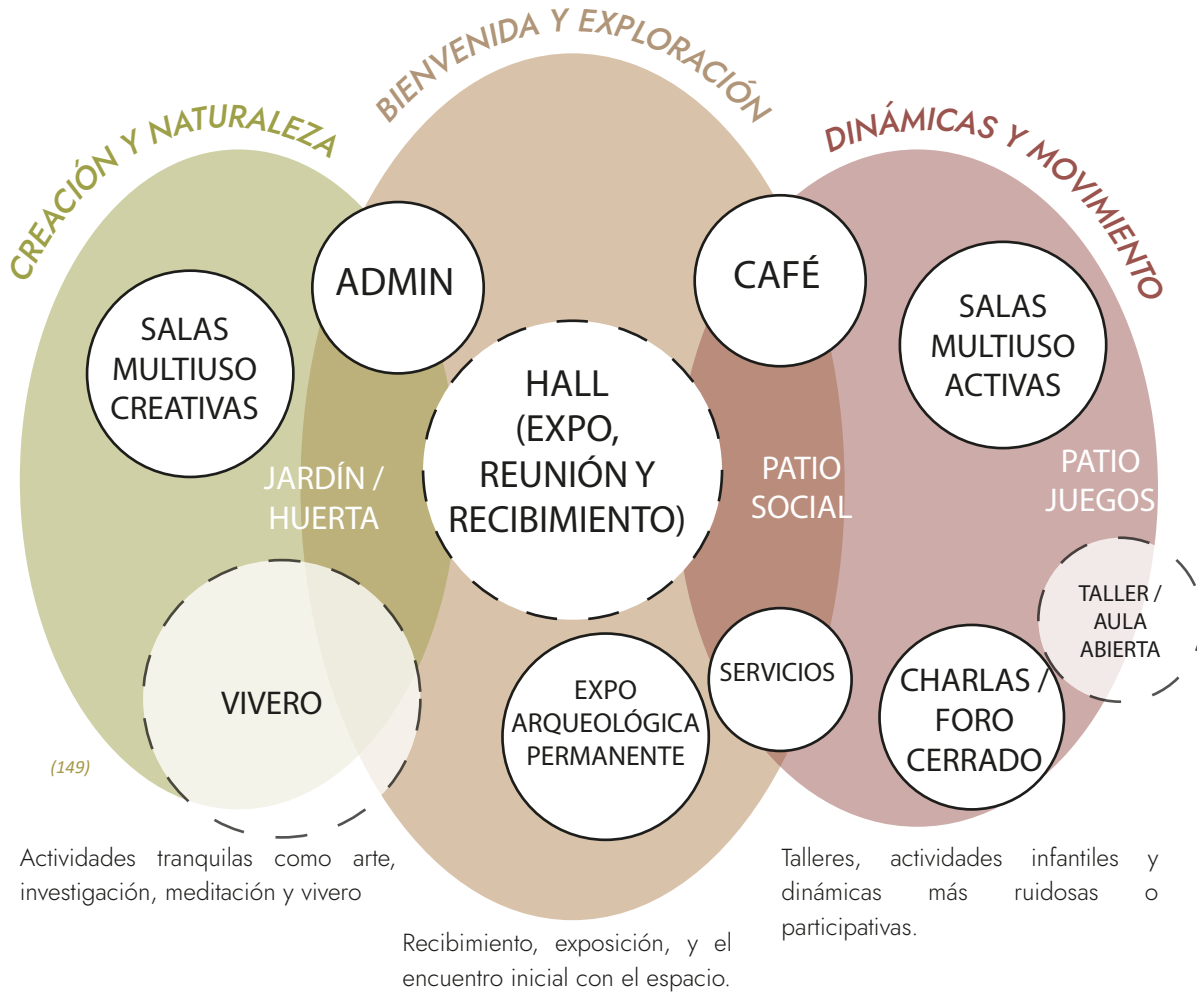 CREACIÓN Y NATURALEZA
BIENVENIDA Y EXPLORACIÓN
DINÁMICAS Y MOVIMIENTO
ADMIN
CAFÉ
SALAS
MULTIUSO
CREATIVAS
SALAS
MULTIUSO
ACTIVAS
HALL
(EXPO,
REUNIÓN Y
RECIBIMIENTO)
JARDÍN /
HUERTA
PATIO
SOCIAL
PATIO
JUEGOS
TALLER /
AULA
ABIERTA
VIVERO
EXPO
ARQUEOLÓGICA
PERMANENTE
SERVICIOS
CHARLAS /
FORO
CERRADO
(149)
Actividades tranquilas como arte,
investigación, meditación y vivero
Recibimiento, exposición, y el
encuentro inicial con el espacio.
Talleres, actividades infantiles y
dinámicas más ruidosas o
participativas.